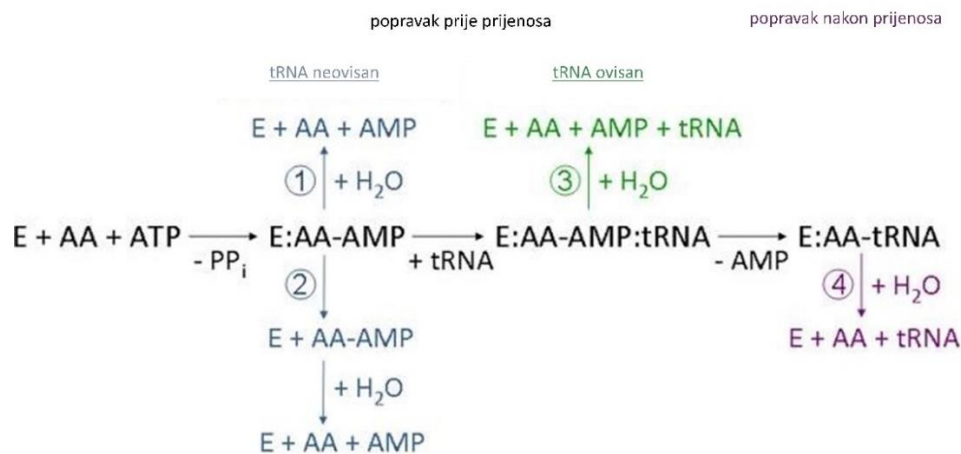 popravak prije prijenosa
popravak nakon prijenosa
tRNA neovisan
tRNA ovisan
E + AA + AMP
E + AA + AMP + tRNA
① + H₂O
③ + H₂O
E + AA + ATP - PPᵢ E:AA-AMP + tRNA E:AA-AMP:tRNA - AMP E:AA-tRNA
②
④ + H₂O
E + AA-AMP
E + AA + tRNA
+ H₂O
E + AA + AMP